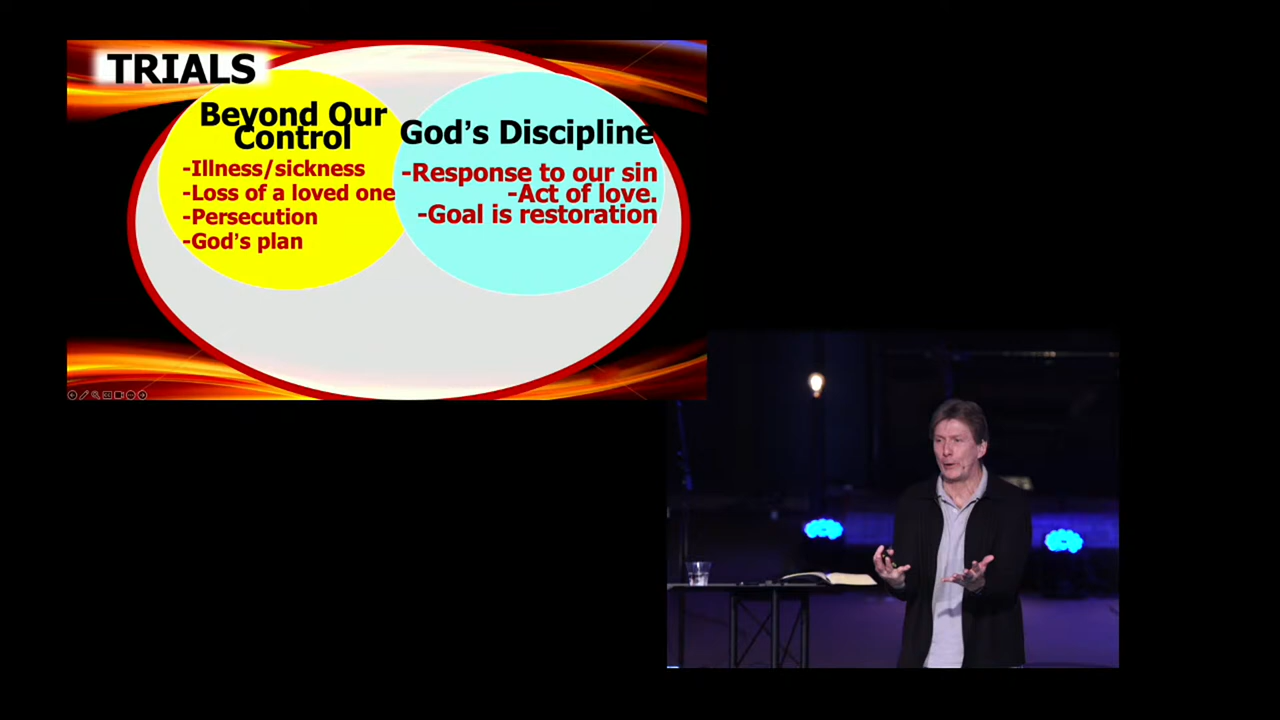 TRIALS
Beyond Our
Control
-Illness/sickness
-Loss of a loved one
-Persecution
-God's plan
God's Discipline
-Response to our sin
-Act of love.
-Goal is restoration